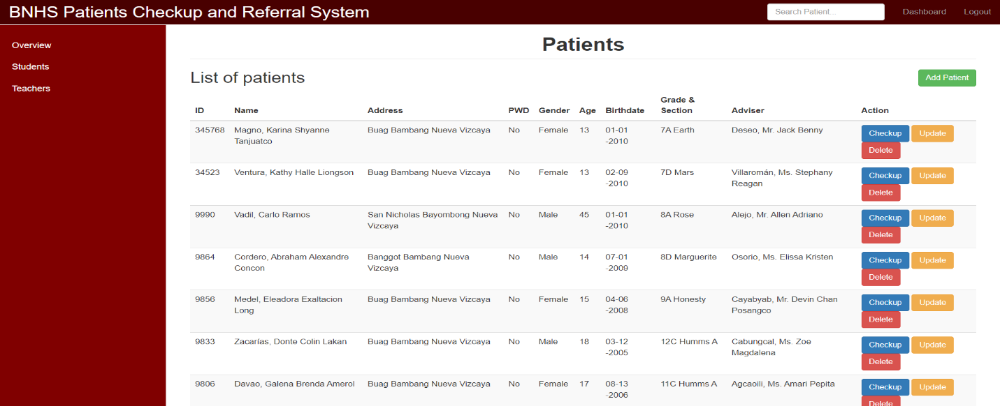 BNHS Patients Checkup and Referral System
Search Patient...
Dashboard
Logout
Overview
Students
Teachers
Patients
List of patients
Add Patient
ID Name Address PWD Gender Age Birthdate Grade & Section Adviser Action
345768 Magno, Karina Shyanne Buag Bambang Nueva Vizcaya No Female 13 01-01 7A Earth Deseo, Mr. Jack Benny Checkup Update
Tanjuatco -2010 Delete
34523 Ventura, Kathy Halle Liongson Buag Bambang Nueva Vizcaya No Female 13 02-09 7D Mars Villaromán, Ms. Stephany Checkup Update
-2010 Reagan Delete
9990 Vadil, Carlo Ramos San Nicholas Bayombong Nueva No Male 45 01-01 8A Rose Alejo, Mr. Allen Adriano Checkup Update
Vizcaya -2010 Delete
9864 Cordero, Abraham Alexandre Banggot Bambang Nueva No Male 14 07-01 8D Marguerite Osorio, Ms. Elissa Kristen Checkup Update
Concon Vizcaya -2009 Delete
9856 Medel, Eleadora Exaltacion Buag Bambang Nueva Vizcaya No Female 15 04-06 9A Honesty Cayabyab, Mr. Devin Chan Checkup Update
Long -2008 Posangco Delete
9833 Zacarías, Donte Colin Lakan Buag Bambang Nueva Vizcaya No Male 18 03-12 12C Humms A Cabungcal, Ms. Zoe Checkup Update
-2005 Magdalena Delete
9806 Davao, Galena Brenda Amerol Buag Bambang Nueva Vizcaya No Female 17 08-13 11C Humms A Agcaoili, Ms. Amari Pepita Checkup Update
-2006 Delete